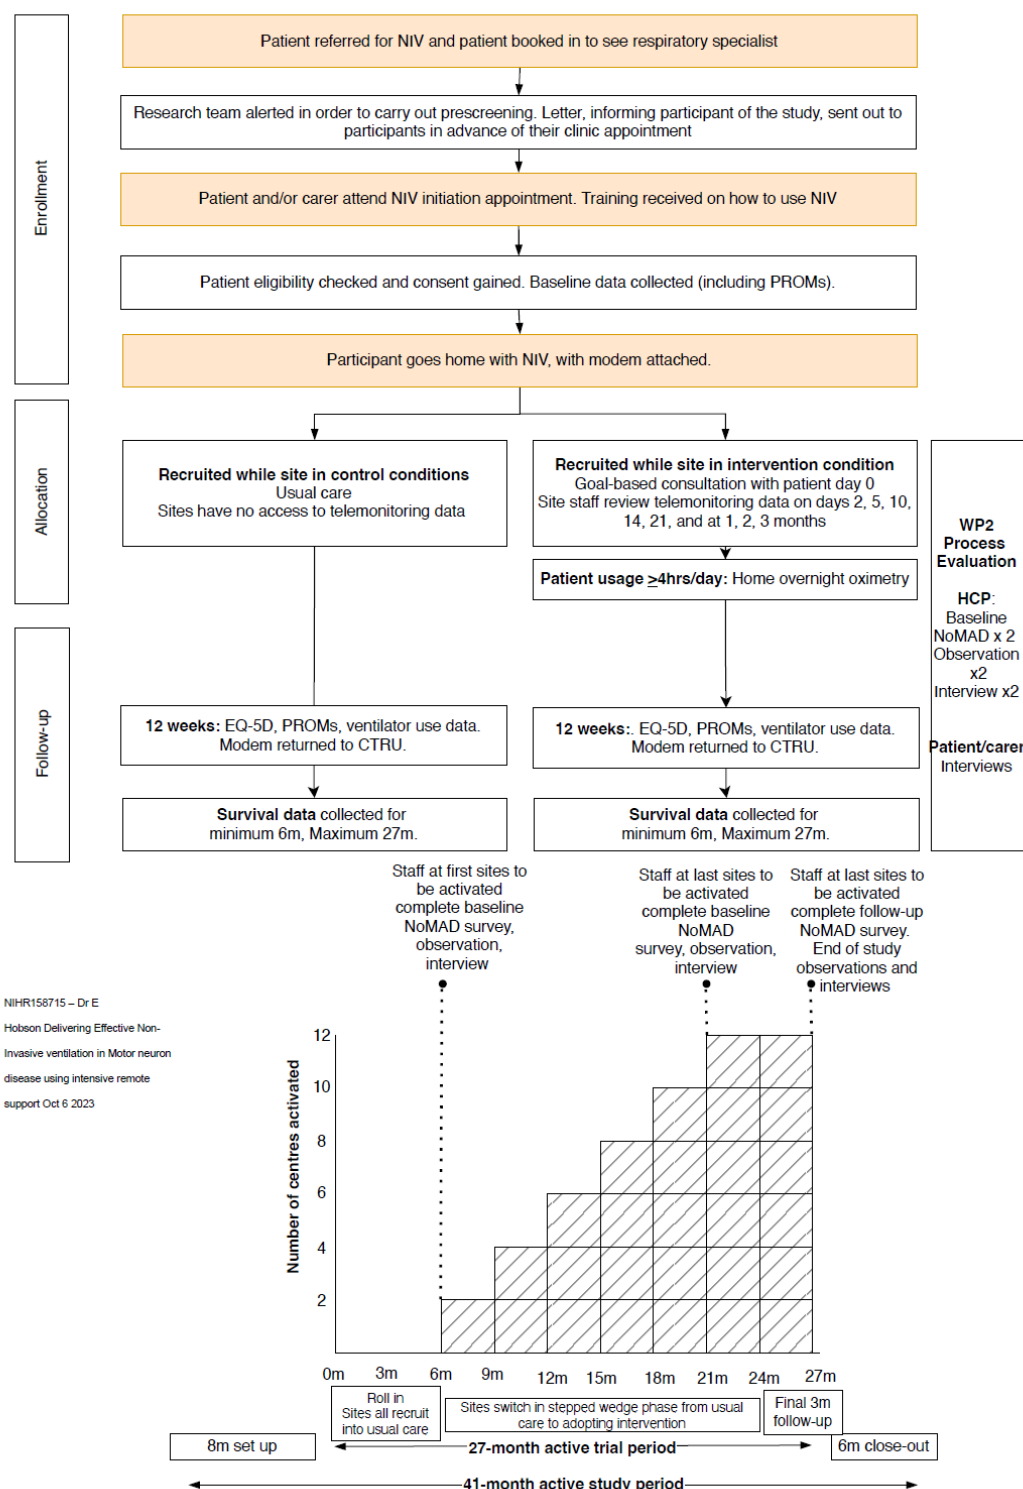 Enrollment
Patient referred for NIV and patient booked in to see respiratory specialist
Research team alerted in order to carry out prescreening. Letter, informing participant of the study, sent out to
participants in advance of their clinic appointment
Patient and/or carer attend NIV initiation appointment. Training received on how to use NIV
Patient eligibility checked and consent gained. Baseline data collected (including PROMs).
Participant goes home with NIV, with modem attached.
Allocation
Recruited while site in control conditions
Usual care
Sites have no access to telemonitoring data
Recruited while site in intervention condition
Goal-based consultation with patient day 0
Site staff review telemonitoring data on days 2, 5, 10,
14, 21, and at 1, 2, 3 months
Patient usage ≥4hrs/day: Home overnight oximetry
WP2
Process
Evaluation
HCP:
Baseline
NoMAD x 2
Observation
x2
Interview x2
Patient/carer
Interviews
Follow-up
12 weeks: EQ-5D, PROMs, ventilator use data.
Modem returned to CTRU.
12 weeks:. EQ-5D, PROMs, ventilator use data.
Modem returned to CTRU.
Survival data collected for
minimum 6m, Maximum 27m.
Survival data collected for
minimum 6m, Maximum 27m.
Staff at first sites to
be activated
complete baseline
NoMAD survey,
observation,
interview
Staff at last sites to
be activated
complete baseline
NoMAD
survey, observation,
interview
Staff at last sites to
be activated
complete follow-up
NoMAD survey.
End of study
observations and
interviews
NIHR158715 – Dr E
Hobson Delivering Effective Non-
Invasive ventilation in Motor neuron
disease using intensive remote
support Oct 6 2023
Number of centres activated
12
10
8
6
4
2
0m 3m 6m 9m 12m 15m 18m 21m 24m 27m
Roll in
Sites all recruit
into usual care
Sites switch in stepped wedge phase from usual
care to adopting intervention
Final 3m
follow-up
8m set up
27-month active trial period
6m close-out
41-month active study period